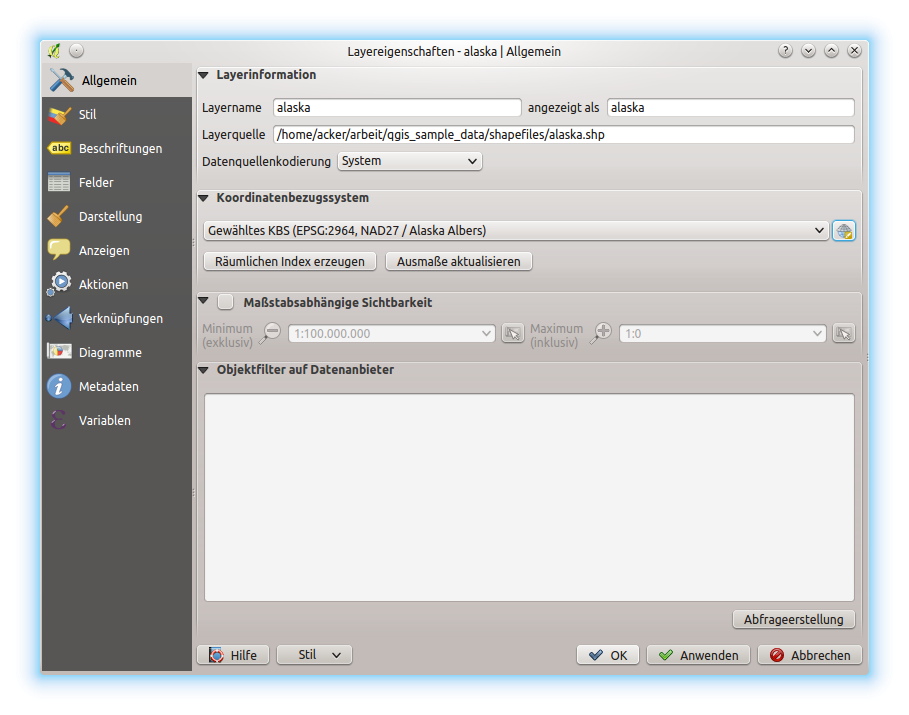 Layereigenschaften - alaska | Allgemein
Allgemein
Stil
abc Beschriftungen
Felder
Darstellung
Anzeigen
Aktionen
Verknüpfungen
Diagramme
Metadaten
Variablen
Layerinformation
Layername alaska angezeigt als alaska
Layerquelle /home/acker/arbeit/qgis_sample_data/shapefiles/alaska.shp
Datenquellenkodierung System
Koordinatenbezugssystem
Gewähltes KBS (EPSG:2964, NAD27 / Alaska Albers)
Räumlichen Index erzeugen Ausmaße aktualisieren
Maßstabsabhängige Sichtbarkeit
Minimum (exklusiv) 1:100.000.000 Maximum (inklusiv) 1:0
Objektfilter auf Datenanbieter
Abfrageerstellung
Hilfe Stil OK Anwenden Abbrechen